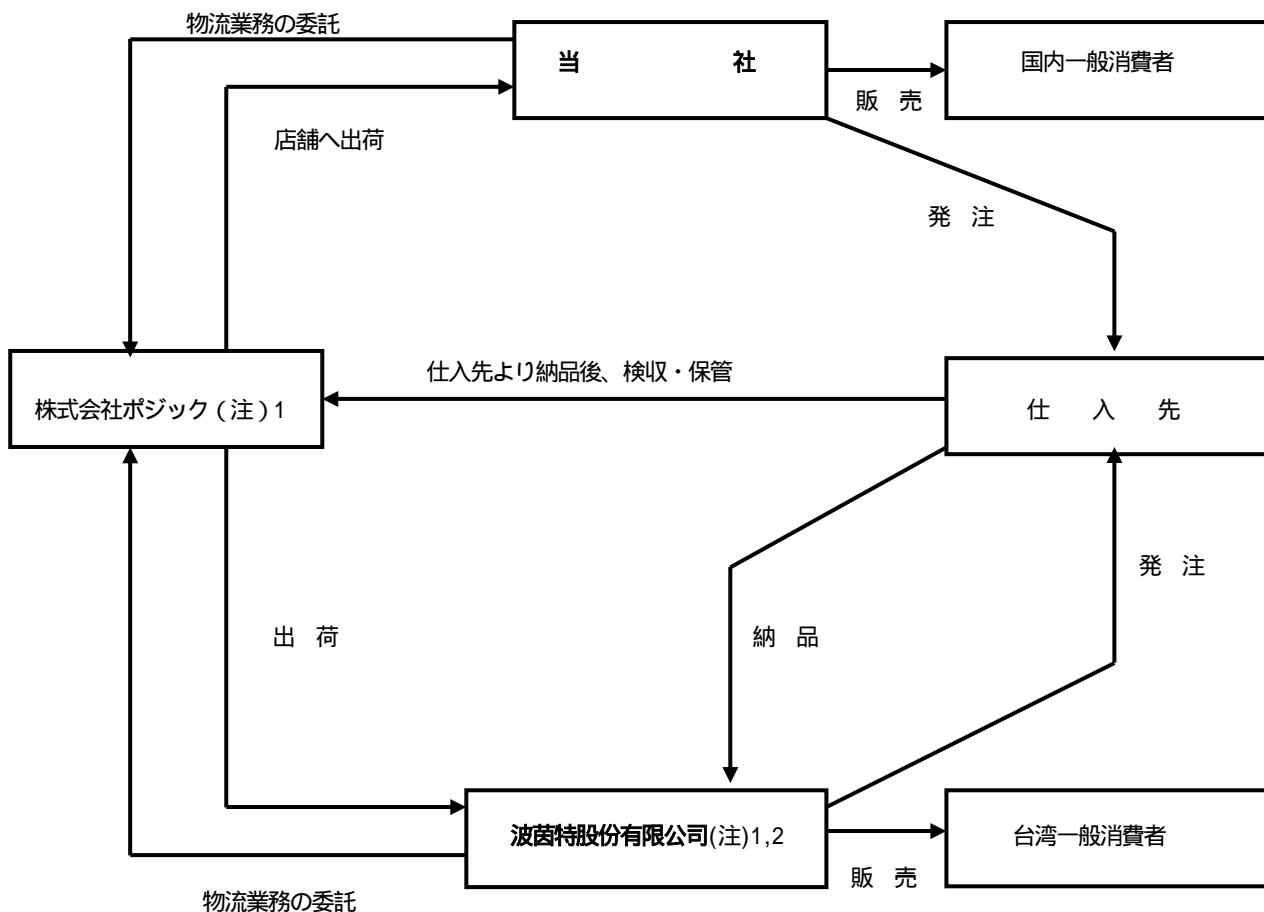 物流業務の委託
当　　　社
国内一般消費者
販　売
店舗へ出荷
発　注
仕入先より納品後、検収・保管
株式会社ポジック（注）1
仕　入　先
発　注
出　荷
納　品
波茵特股份有限公司(注)1,2
台湾一般消費者
販　売
物流業務の委託